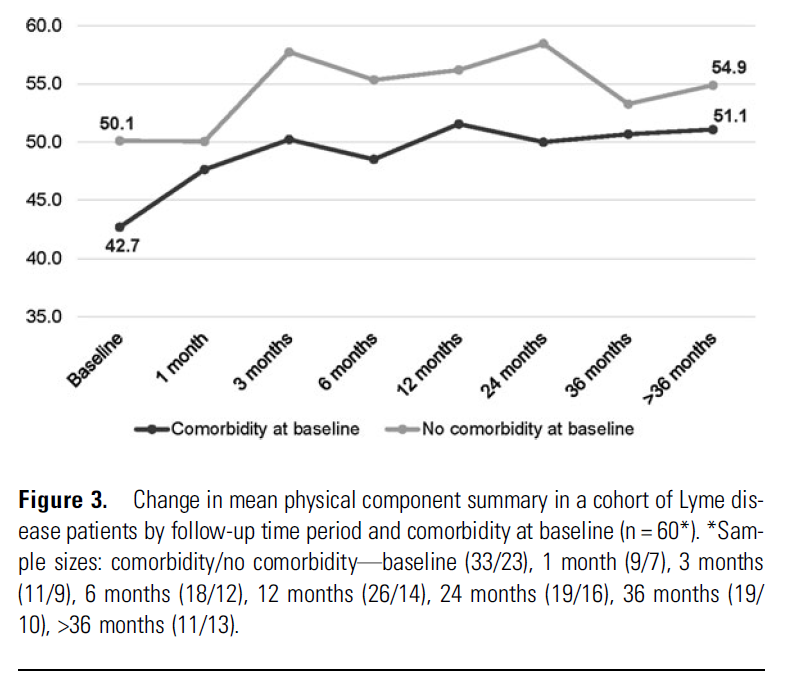 60.0
55.0
50.0
45.0
40.0
35.0
50.1
42.7
54.9
51.1
Baseline
1 month
3 months
6 months
12 months
24 months
36 months
>36 months
Comorbidity at baseline
No comorbidity at baseline
Figure 3. Change in mean physical component summary in a cohort of Lyme dis-
ease patients by follow-up time period and comorbidity at baseline (n = 60*). *Sam-
ple sizes: comorbidity/no comorbidity—baseline (33/23), 1 month (9/7), 3 months
(11/9), 6 months (18/12), 12 months (26/14), 24 months (19/16), 36 months (19/
10), >36 months (11/13).